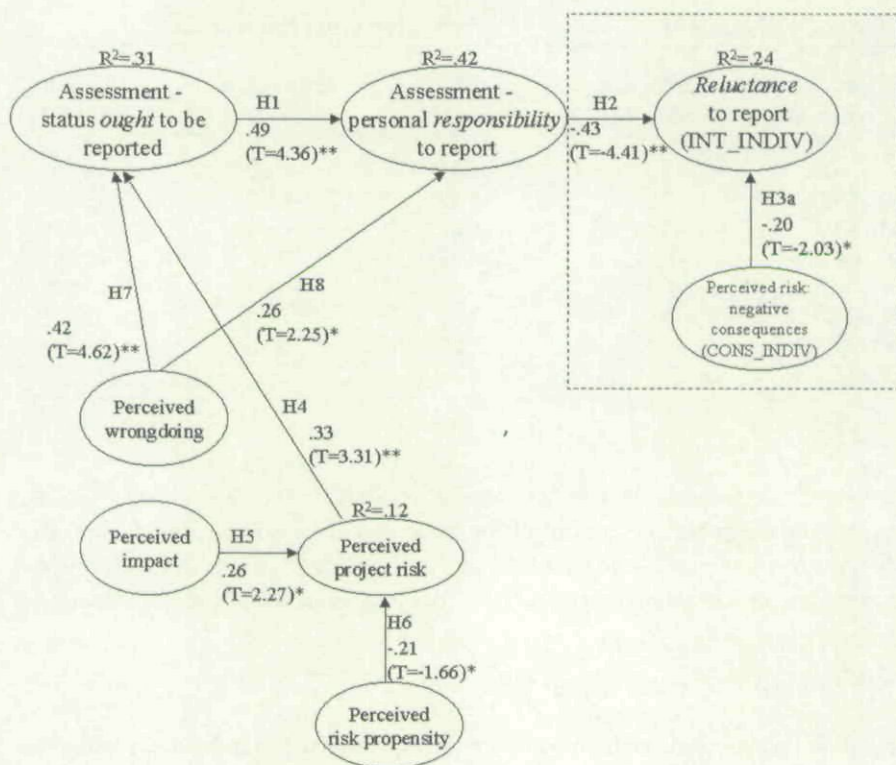 R²=.31
Assessment -
status ought to be
reported
H1
.49
(T=4.36)**
R²=.42
Assessment -
personal responsibility
to report
H2
-.43
(T=-4.41)**
R²=.24
Reluctance
to report
(INT_INDIV)
H3a
-.20
(T=-2.03)*
Perceived risk:
negative
consequences
(CONS_INDIV)
H7
.42
(T=4.62)**
H8
.26
(T=2.25)*
Perceived
wrongdoing
H4
.33
(T=3.31)**
R²=.12
Perceived
impact
H5
.26
(T=2.27)*
Perceived
project risk
H6
-.21
(T=-1.66)*
Perceived
risk propensity